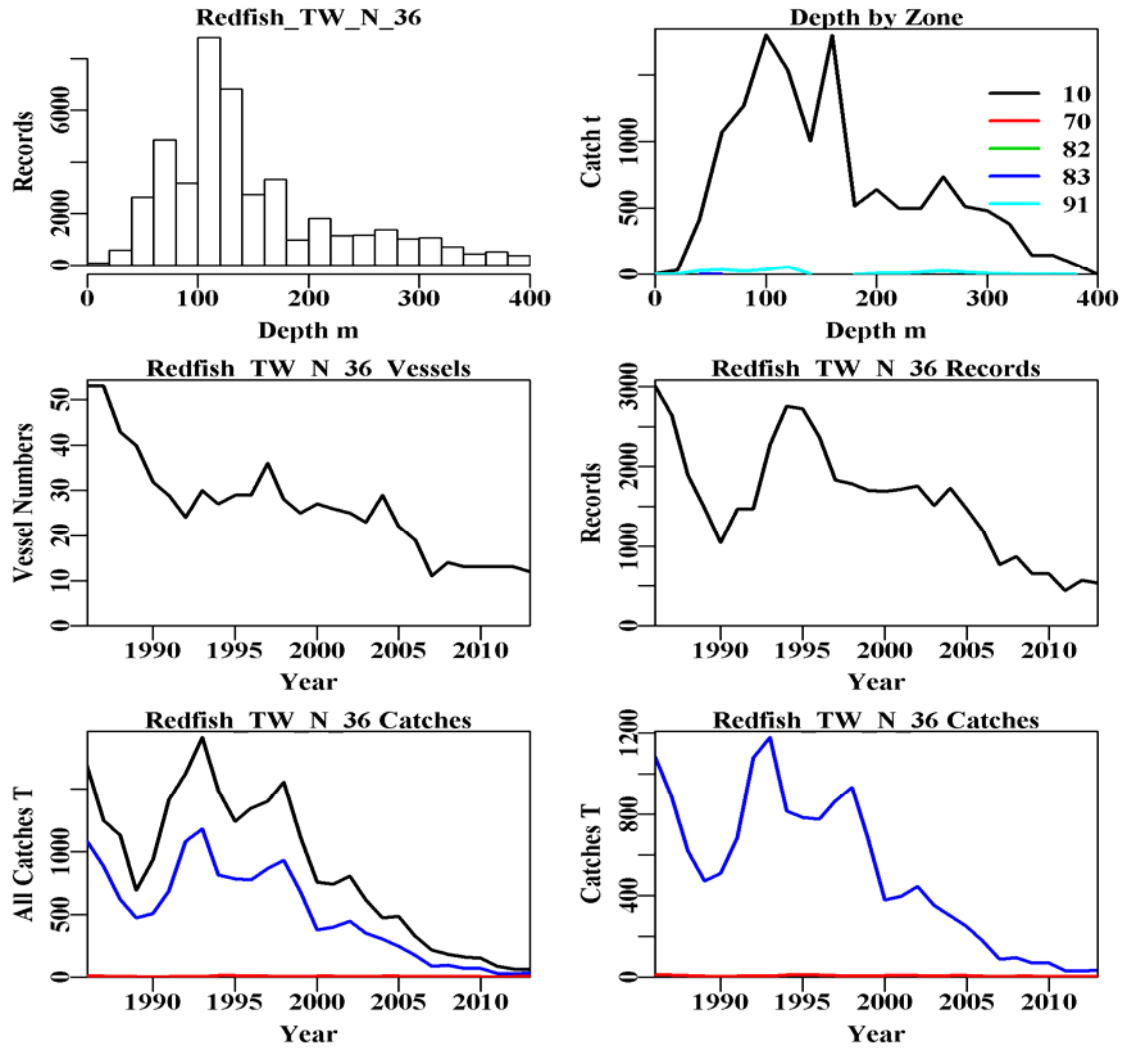 Redfish_TW_N_36
Records
0 2000 6000
0 100 200 300 400
Depth m
Depth by Zone
Catch t
0 500 1000
10
70
82
83
91
0 100 200 300 400
Depth m
Redfish_TW_N_36_Vessels
Vessel Numbers
0 10 20 30 40 50
1990 1995 2000 2005 2010
Year
Redfish_TW_N_36 Records
Records
0 1000 2000 3000
1990 1995 2000 2005 2010
Year
Redfish_TW_N_36 Catches
All Catches T
0 500 1000
1990 1995 2000 2005 2010
Year
Redfish_TW_N_36 Catches
Catches T
0 400 800 1200
1990 1995 2000 2005 2010
Year